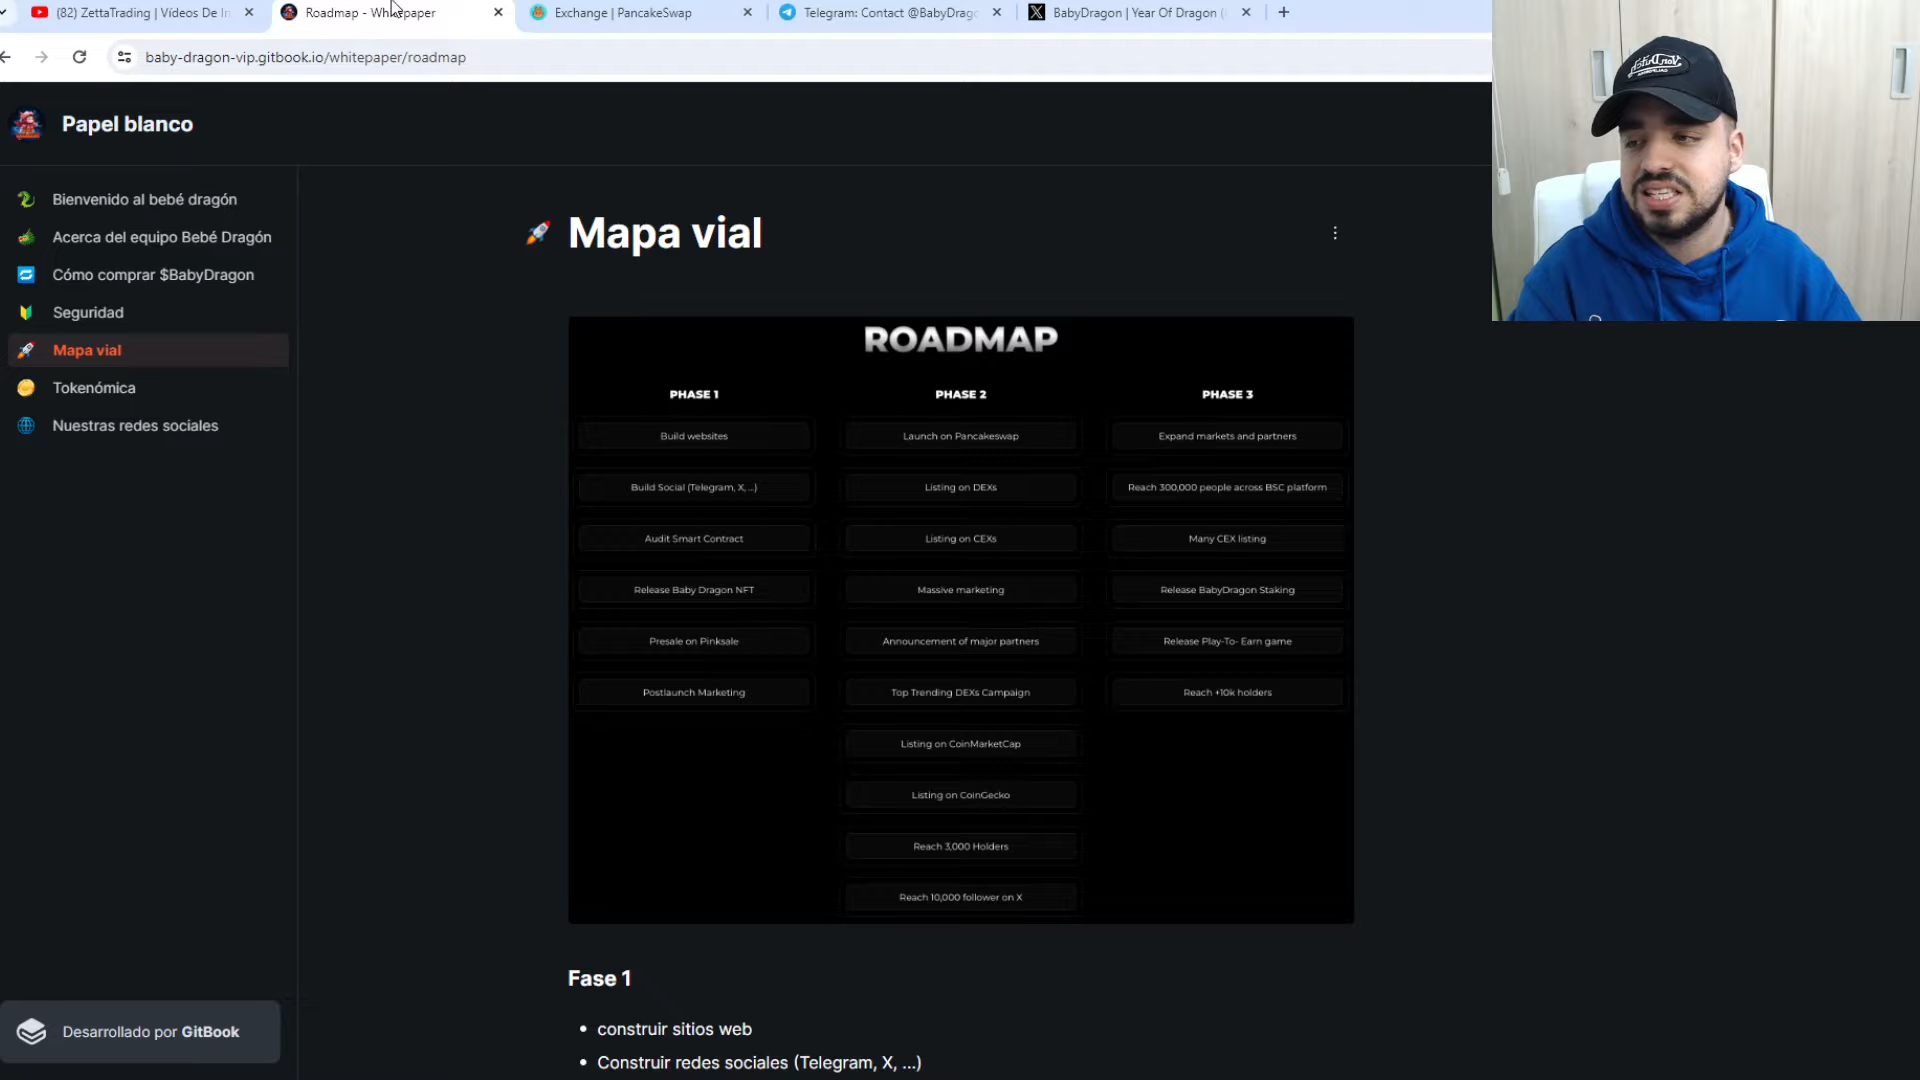 (82) ZettaTrading | Vídeos De In
Roadmap - Whitepaper
Exchange | PancakeSwap
Telegram: Contact @BabyDrago
BabyDragon | Year Of Dragon (
baby-dragon-vip.gitbook.io/whitepaper/roadmap
Papel blanco
Bienvenido al bebé dragón
Acerca del equipo Bebé Dragón
Cómo comprar $BabyDragon
Seguridad
Mapa vial
Tokenómica
Nuestras redes sociales
Desarrollado por GitBook
Mapa vial
ROADMAP
PHASE 1
Build websites
Build Social (Telegram, X, ...)
Audit Smart Contract
Release Baby Dragon NFT
Presale on Pinksale
Postlaunch Marketing
PHASE 2
Launch on Pancakeswap
Listing on DEXs
Listing on CEXs
Massive marketing
Announcement of major partners
Top Trending DEXs Campaign
Listing on CoinMarketCap
Listing on CoinGecko
Reach 3,000 Holders
Reach 10,000 follower on X
PHASE 3
Expand markets and partners
Reach 300,000 people across BSC platform
Many CEX listing
Release BabyDragon Staking
Release Play-To- Earn game
Reach +10k holders
Fase 1
• construir sitios web
• Construir redes sociales (Telegram, X, ...)